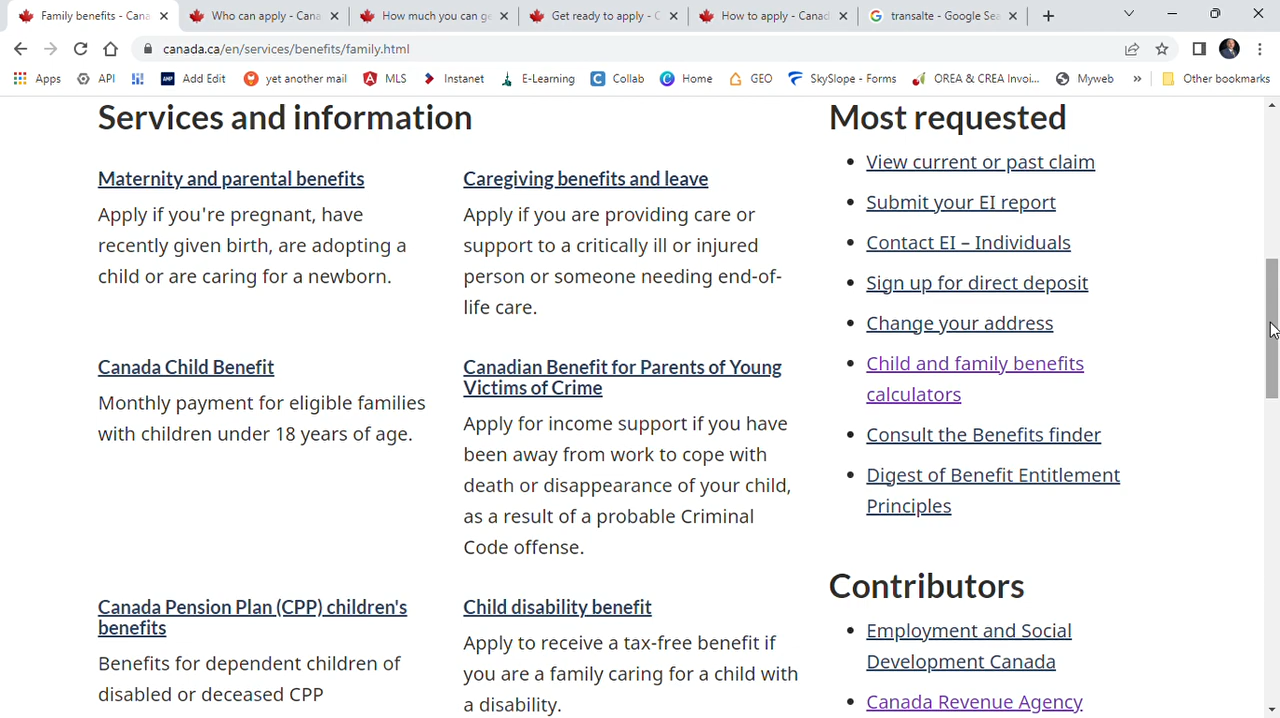 Family benefits - Cana
Who can apply - Cana
How much you can ge
Get ready to apply - C
How to apply - Canad
transalte - Google Sea
canada.ca/en/services/benefits/family.html
Apps
API
Add Edit
yet another mail
MLS
Instanet
E-Learning
Collab
Home
GEO
SkySlope - Forms
OREA & CREA Invoi...
Myweb
»
Other bookmarks
Services and information
Maternity and parental benefits
Apply if you're pregnant, have
recently given birth, are adopting a
child or are caring for a newborn.
Caregiving benefits and leave
Apply if you are providing care or
support to a critically ill or injured
person or someone needing end-of-
life care.
Canada Child Benefit
Monthly payment for eligible families
with children under 18 years of age.
Canadian Benefit for Parents of Young
Victims of Crime
Apply for income support if you have
been away from work to cope with
death or disappearance of your child,
as a result of a probable Criminal
Code offense.
Canada Pension Plan (CPP) children's
benefits
Benefits for dependent children of
disabled or deceased CPP
Child disability benefit
Apply to receive a tax-free benefit if
you are a family caring for a child with
a disability.
Most requested
• View current or past claim
• Submit your EI report
• Contact EI – Individuals
• Sign up for direct deposit
• Change your address
• Child and family benefits
calculators
• Consult the Benefits finder
• Digest of Benefit Entitlement
Principles
Contributors
• Employment and Social
Development Canada
• Canada Revenue Agency